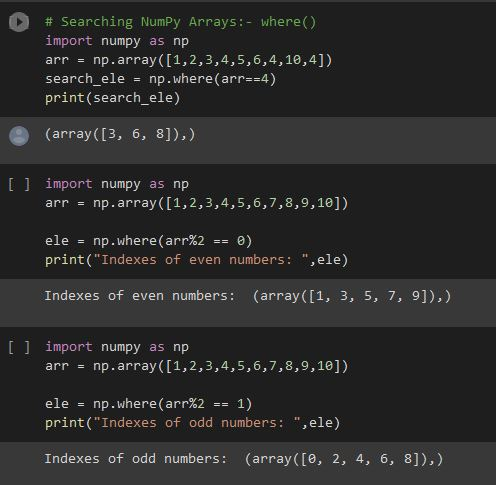 # Searching NumPy Arrays:- where()
import numpy as np
arr = np.array([1,2,3,4,5,6,4,10,4])
search_ele = np.where(arr==4)
print(search_ele)
(array([3, 6, 8]),)
[ ] import numpy as np
arr = np.array([1,2,3,4,5,6,7,8,9,10])
ele = np.where(arr%2 == 0)
print("Indexes of even numbers: ",ele)
Indexes of even numbers:  (array([1, 3, 5, 7, 9]),)
[ ] import numpy as np
arr = np.array([1,2,3,4,5,6,7,8,9,10])
ele = np.where(arr%2 == 1)
print("Indexes of odd numbers: ",ele)
Indexes of odd numbers:  (array([0, 2, 4, 6, 8]),)